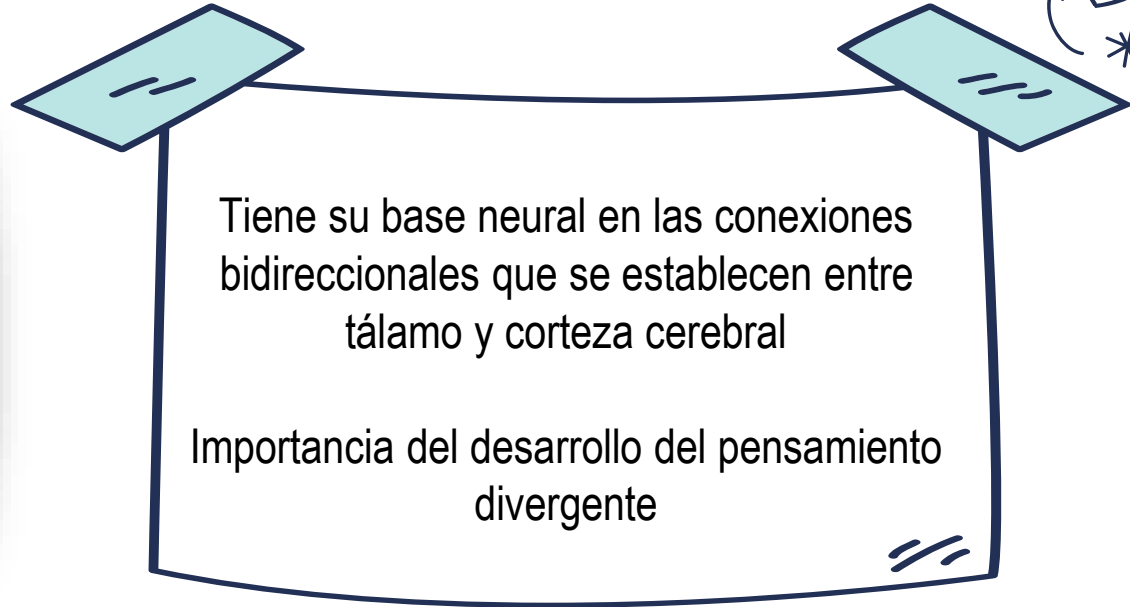 Tiene su base neural en las conexiones
bidireccionales que se establecen entre
tálamo y corteza cerebral
Importancia del desarrollo del pensamiento
divergente